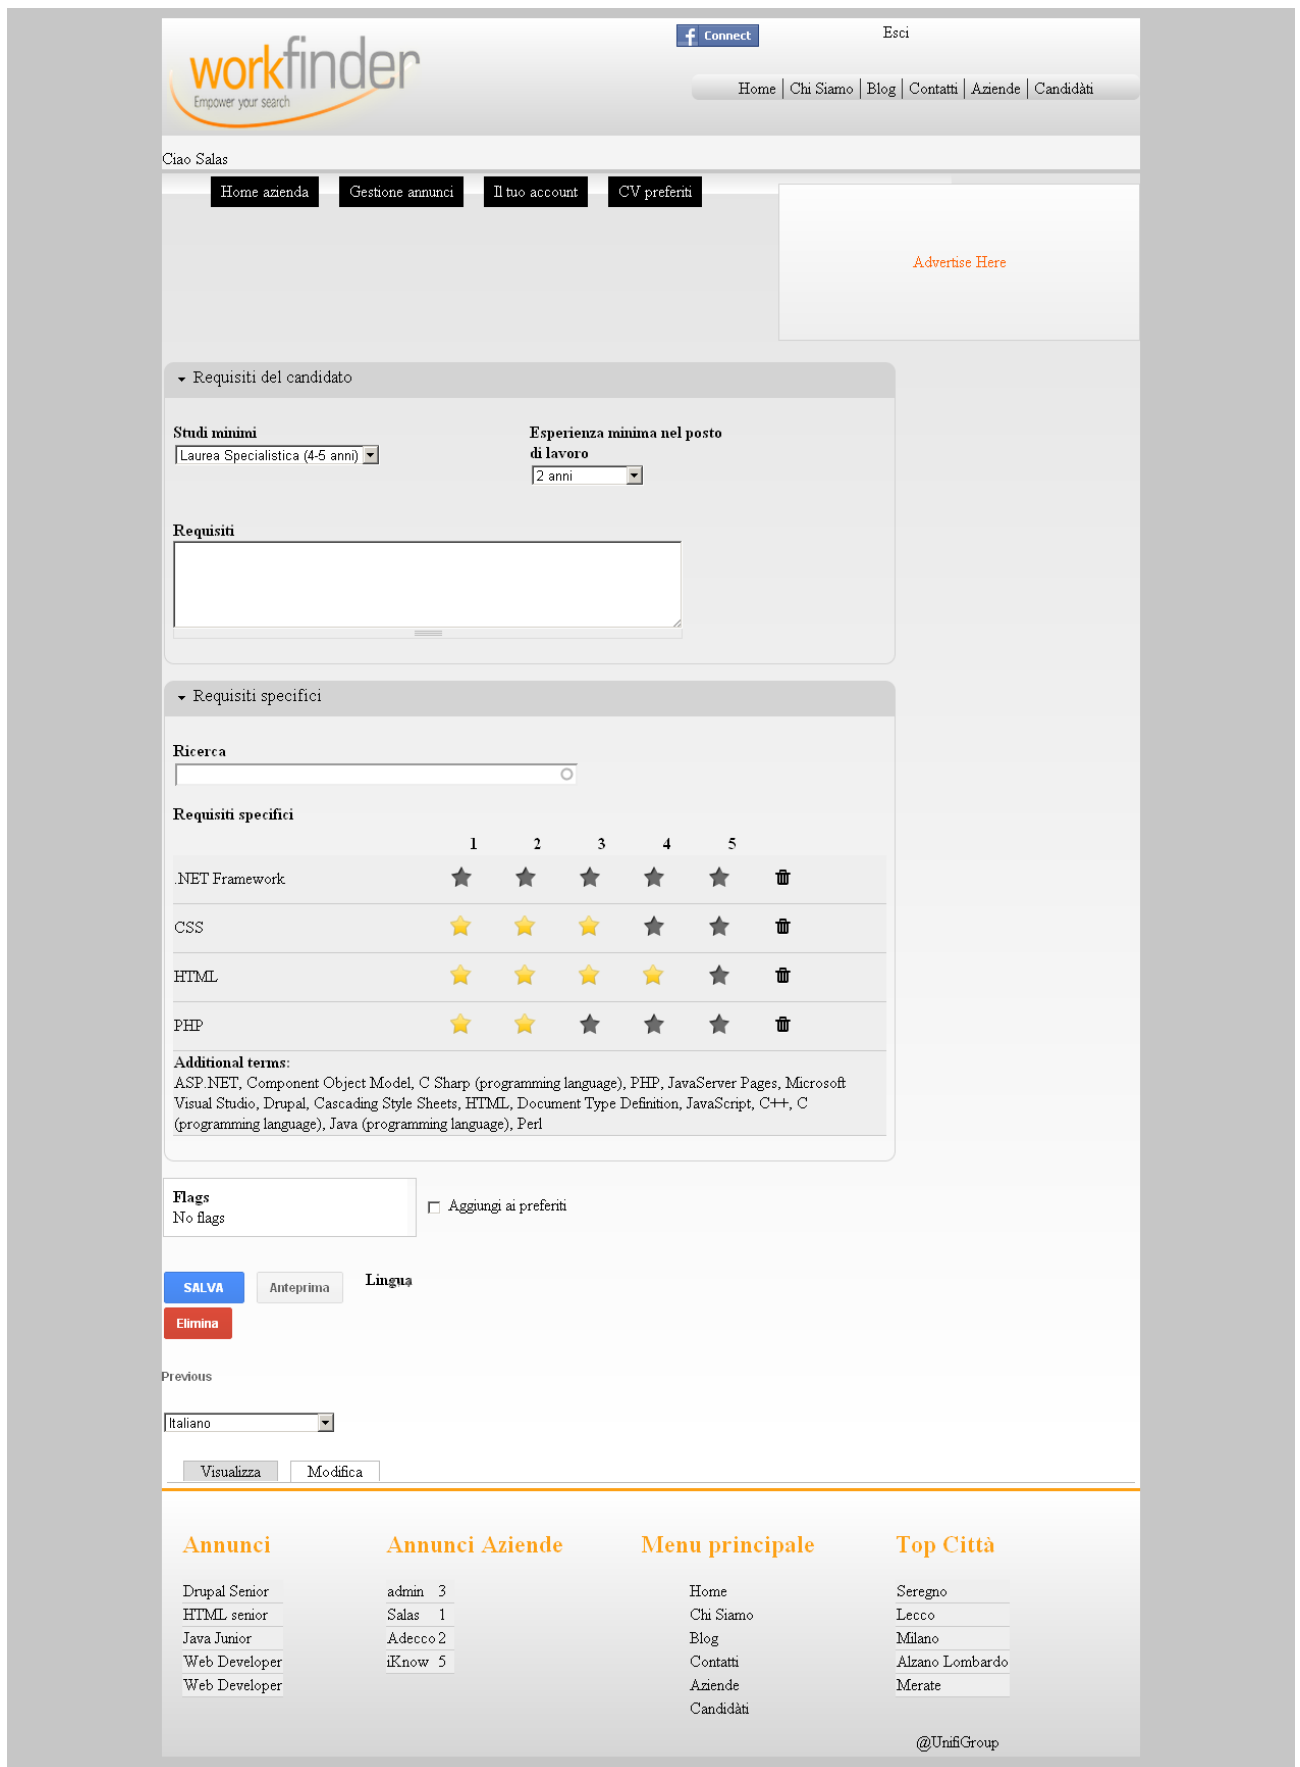 workfinder
Empower your search
f Connect
Esci
Home | Chi Siamo | Blog | Contatti | Aziende | Candidàti
Ciao Salas
Home azienda
Gestione annunci
Il tuo account
CV preferiti
Advertise Here
Requisiti del candidato
Studi minimi
Laurea Specialistica (4-5 anni)
Esperienza minima nel posto
di lavoro
2 anni
Requisiti
Requisiti specifici
Ricerca
Requisiti specifici
1 2 3 4 5
.NET Framework
CSS
HTML
PHP
Additional terms:
ASP.NET, Component Object Model, C Sharp (programming language), PHP, JavaServer Pages, Microsoft
Visual Studio, Drupal, Cascading Style Sheets, HTML, Document Type Definition, JavaScript, C++, C
(programming language), Java (programming language), Perl
Flags
No flags
Aggiungi ai preferiti
SALVA
Anteprima
Lingua
Elimina
Previous
Italiano
Visualizza
Modifica
Annunci
Drupal Senior
HTML senior
Java Junior
Web Developer
Web Developer
Annunci Aziende
admin 3
Salas 1
Adecco 2
iKnow 5
Menu principale
Home
Chi Siamo
Blog
Contatti
Aziende
Candidàti
Top Città
Seregno
Lecco
Milano
Alzano Lombardo
Merate
@UnifiGroup